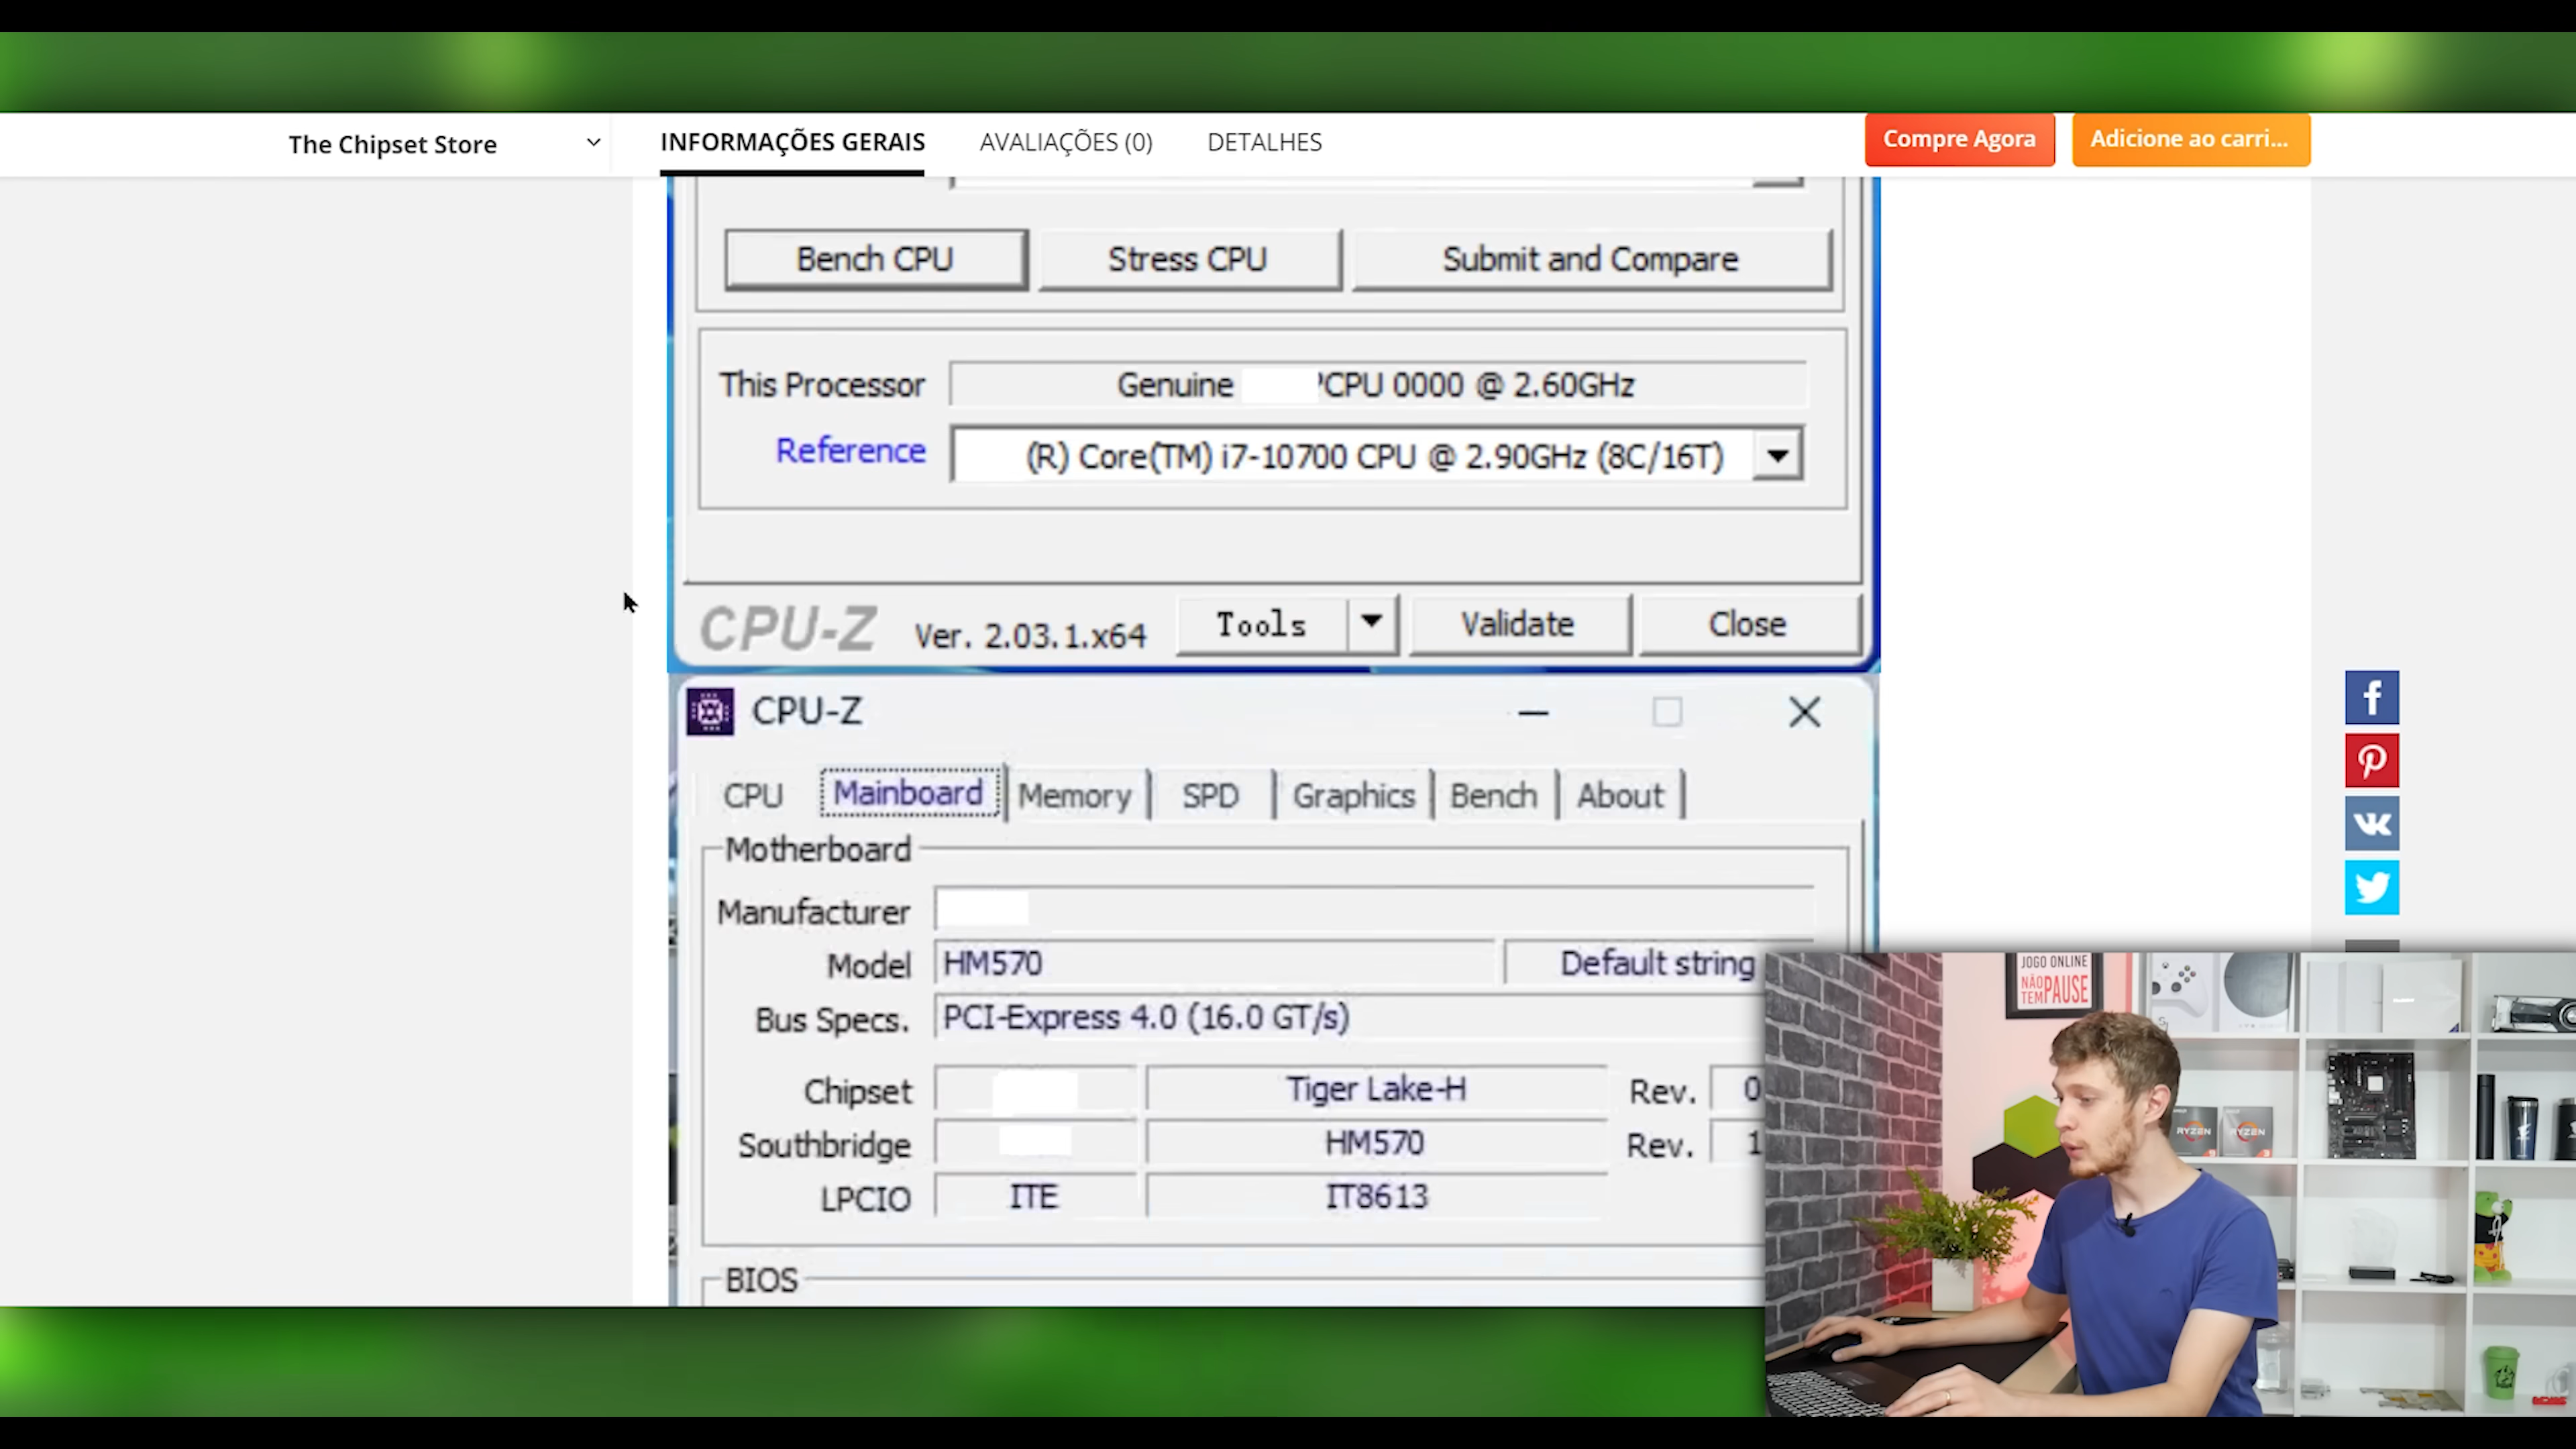 The Chipset Store
INFORMAÇÕES GERAIS
AVALIAÇÕES (0)
DETALHES
Compre Agora
Adicione ao carri...
Bench CPU
Stress CPU
Submit and Compare
This Processor
Genuine CPU 0000 @ 2.60GHz
Reference
(R) Core(TM) i7-10700 CPU @ 2.90GHz (8C/16T)
CPU-Z
Ver. 2.03.1.x64
Tools
Validate
Close
CPU-Z
CPU
Mainboard
Memory
SPD
Graphics
Bench
About
Motherboard
Manufacturer
Model
HM570
Default string
Bus Specs.
PCI-Express 4.0 (16.0 GT/s)
Chipset
Tiger Lake-H
Rev.
0
Southbridge
HM570
Rev.
1
LPCIO
ITE
IT8613
BIOS
JOGO ONLINE
NÃO
TEM PAUSE
RYZEN
RYZEN